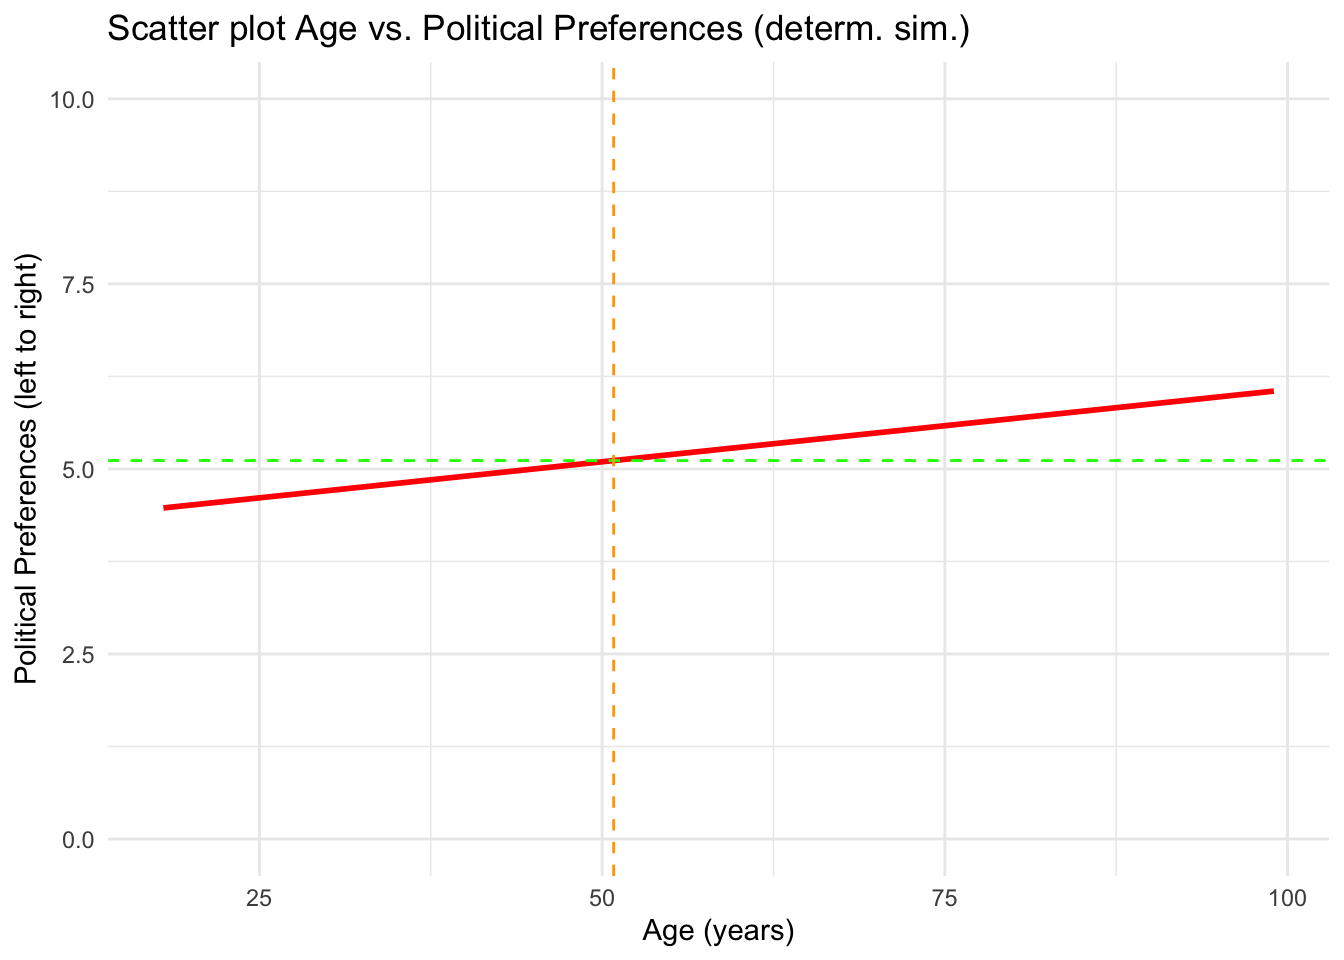 Scatter plot Age vs. Political Preferences (determ. sim.)
Political Preferences (left to right)
10.0
7.5
5.0
2.5
0.0
25 50 75 100
Age (years)